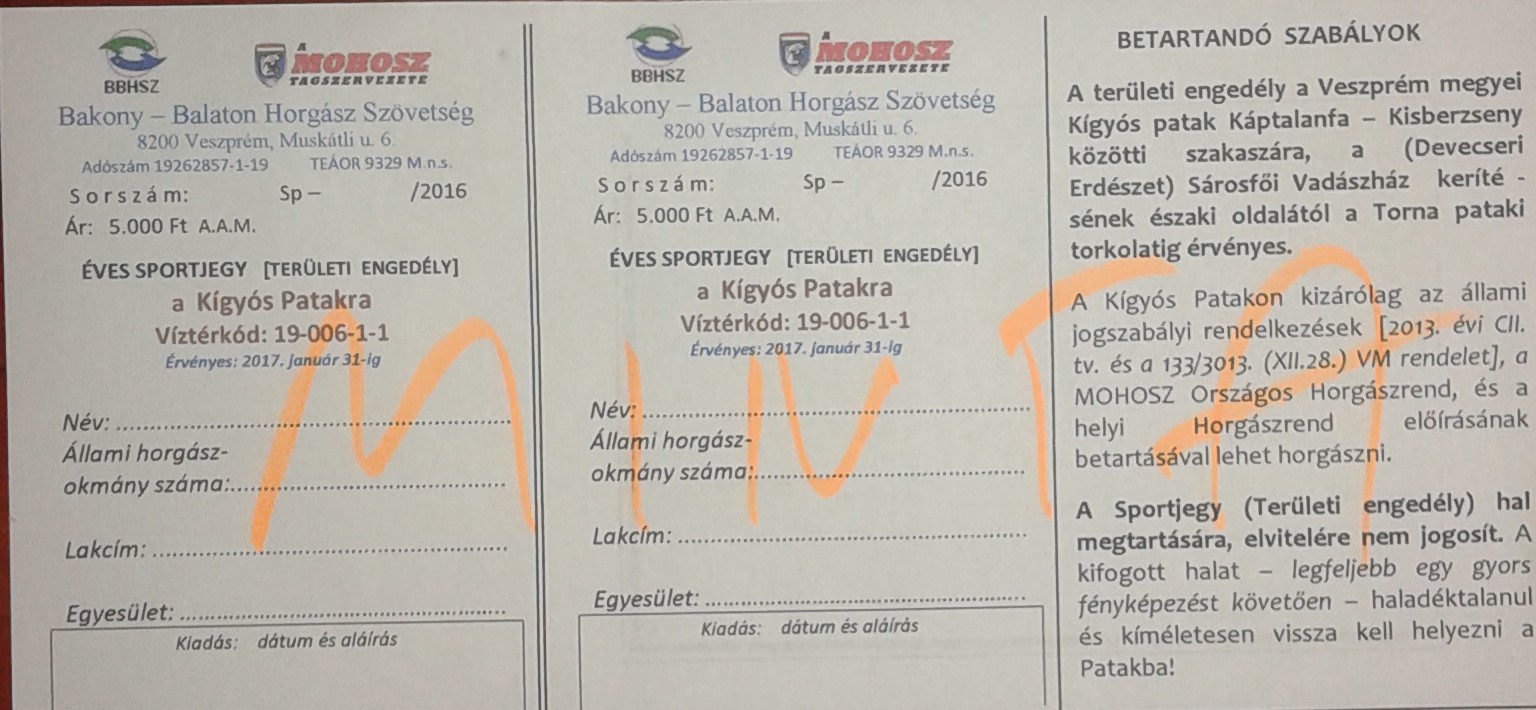 BBHSZ
A
MOHOSZ
TAGSZERVEZETE
Bakony – Balaton Horgász Szövetség
8200 Veszprém, Muskátli u. 6.
Adószám 19262857-1-19 TEÁOR 9329 M.n.s.
Sorszám: Sp – /2016
Ár: 5.000 Ft A.A.M.
ÉVES SPORTJEGY [TERÜLETI ENGEDÉLY]
a Kígyós Patakra
Víztérkód: 19-006-1-1
Érvényes: 2017. január 31-ig
Név:
Állami horgász-
okmány száma:
Lakcím:
Egyesület:
Kiadás: dátum és aláírás
BBHSZ
A
MOHOSZ
TAGSZERVEZETE
Bakony – Balaton Horgász Szövetség
8200 Veszprém, Muskátli u. 6.
Adószám 19262857-1-19 TEÁOR 9329 M.n.s.
Sorszám: Sp – /2016
Ár: 5.000 Ft A.A.M.
ÉVES SPORTJEGY [TERÜLETI ENGEDÉLY]
a Kígyós Patakra
Víztérkód: 19-006-1-1
Érvényes: 2017. január 31-ig
Név:
Állami horgász-
okmány száma:
Lakcím:
Egyesület:
Kiadás: dátum és aláírás
BETARTANDÓ SZABÁLYOK
A területi engedély a Veszprém megyei
Kígyós patak Káptalanfa – Kisberzseny
közötti szakaszára, a (Devecseri
Erdészet) Sárosfői Vadászház keríté -
sének északi oldalától a Torna pataki
torkolatig érvényes.
A Kígyós Patakon kizárólag az állami
jogszabályi rendelkezések [2013. évi CII.
tv. és a 133/3013. (XII.28.) VM rendelet], a
MOHOSZ Országos Horgászrend, és a
helyi Horgászrend előírásának
betartásával lehet horgászni.
A Sportjegy (Területi engedély) hal
megtartására, elvitelére nem jogosít. A
kifogott halat – legfeljebb egy gyors
fényképezést követően – haladéktalanul
és kíméletesen vissza kell helyezni a
Patakba!
MINTA